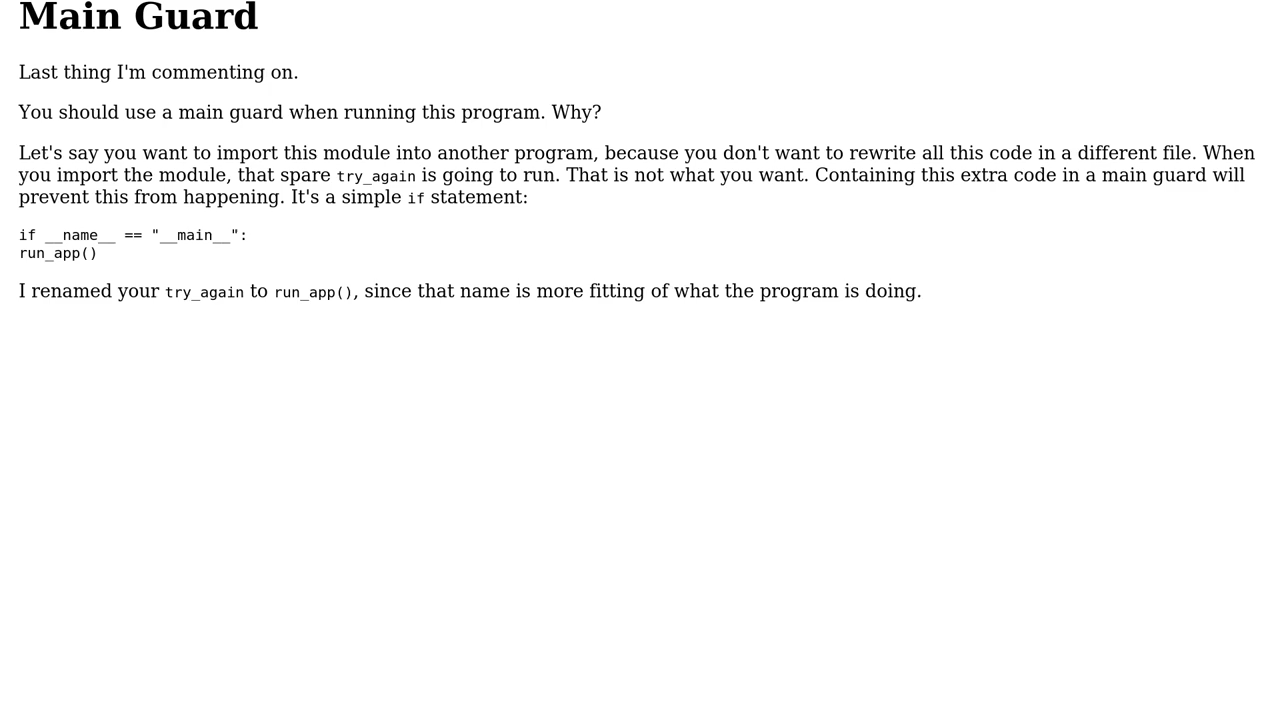 Main Guard
Last thing I'm commenting on.
You should use a main guard when running this program. Why?
Let's say you want to import this module into another program, because you don't want to rewrite all this code in a different file. When
you import the module, that spare try_again is going to run. That is not what you want. Containing this extra code in a main guard will
prevent this from happening. It's a simple if statement:
if __name__ == "__main__":
run_app()
I renamed your try_again to run_app(), since that name is more fitting of what the program is doing.